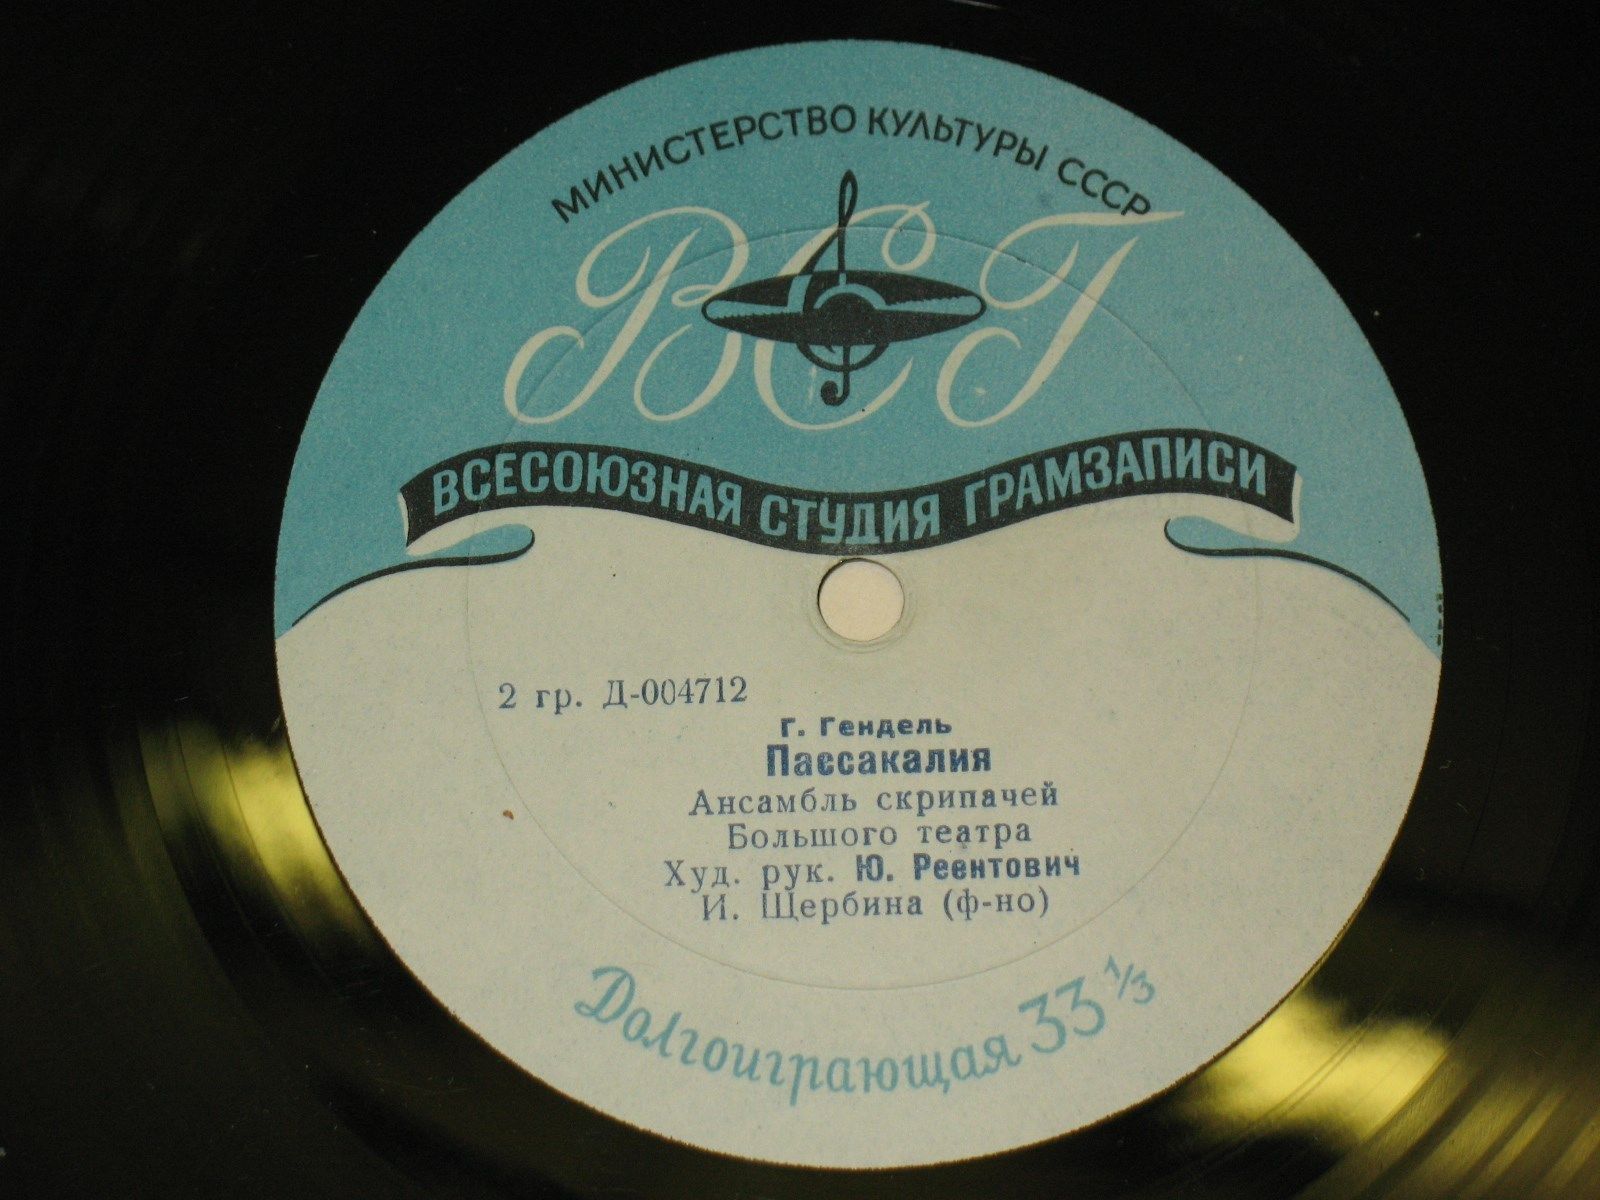 МИНИСТЕРСТВО КУЛЬТУРЫ СССР
ВСГ
ВСЕСОЮЗНАЯ СТУДИЯ ГРАМЗАПИСИ
2 гр. Д-004712
Г. Гендель
Пассакалия
Ансамбль скрипачей
Большого театра
Худ. рук. Ю. Реентович
И. Щербина (ф-но)
Долгоиграющая 33 1/3